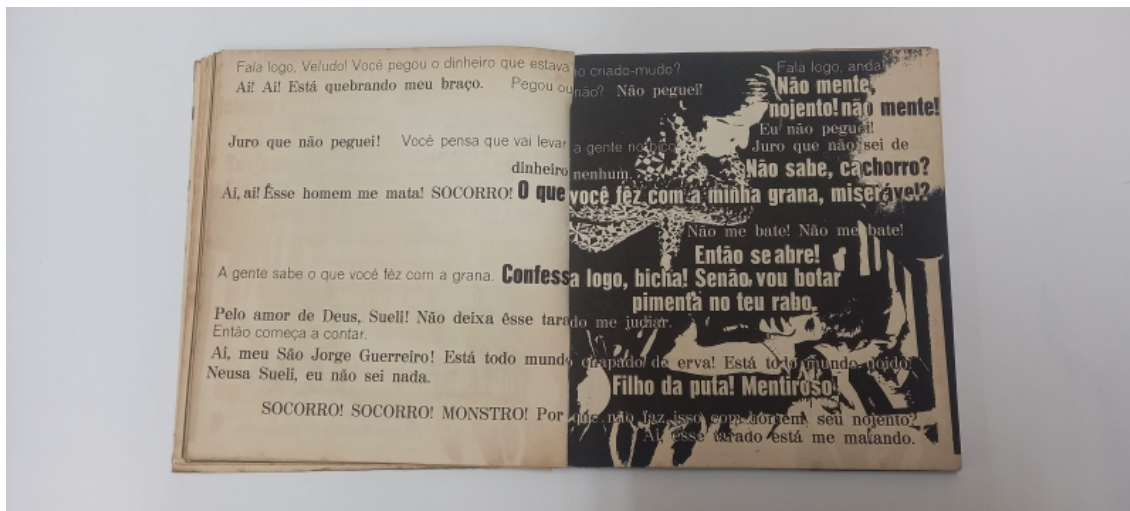 Fala logo, Veludo! Você pegou o dinheiro que estava no criado-mudo? Fala logo, anda!
Ai! Ai! Está quebrando meu braço. Pegou ou não? Não peguei! Não mente,
nojento! não mente!
Eu não peguei!
Juro que não peguei! Você pensa que vai levar a gente no bico Juro que não sei de
dinheiro nenhum. Não sabe, cachorro?
Ai, ai! Êsse homem me mata! SOCORRO! O que você fêz com a minha grana, miserável!?
Não me bate! Não me bate!
Então se abre!
A gente sabe o que você fêz com a grana. Confessa logo, bicha! Senão, vou botar
pimenta no teu rabo.
Pelo amor de Deus, Sueli! Não deixa êsse tarado me judiar.
Então começa a contar.
Ai, meu São Jorge Guerreiro! Está todo mundo chapado de erva! Está todo mundo doido!
Neusa Sueli, eu não sei nada.
Filho da puta! Mentiroso!
SOCORRO! SOCORRO! MONSTRO! Por que não faz isso com homem, seu nojento?
Ai, esse tarado está me matando.